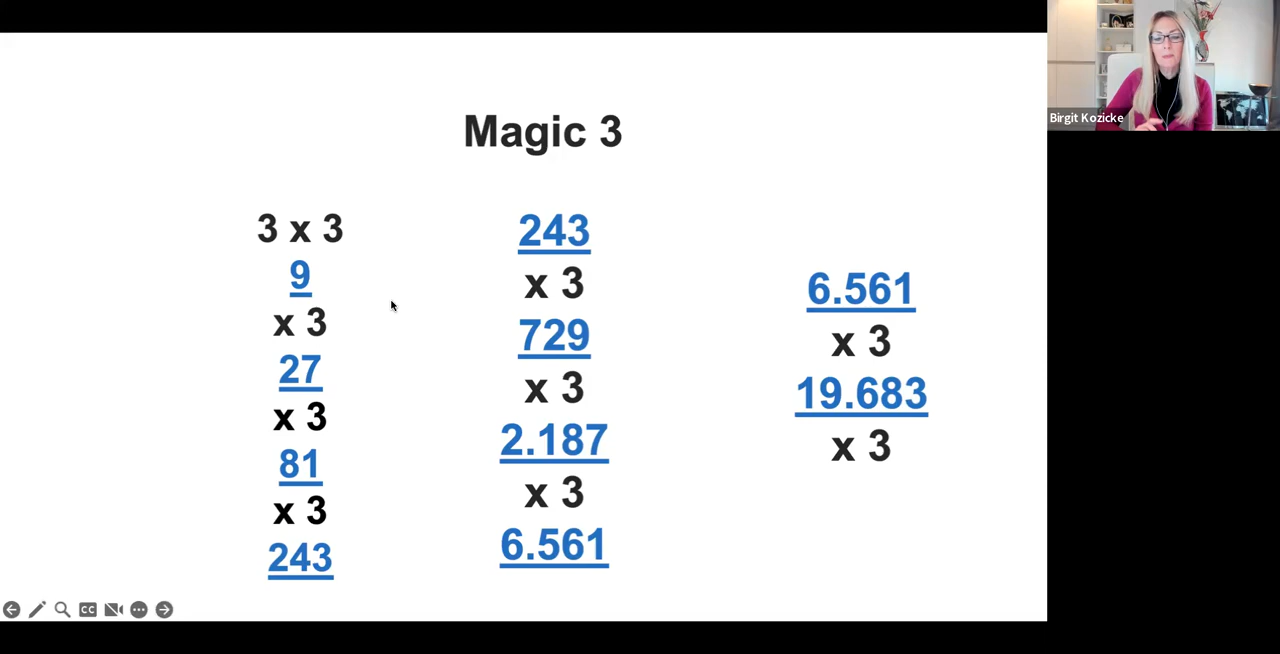 Magic 3
3 x 3
9
x 3
27
x 3
81
x 3
243
243
x 3
729
x 3
2.187
x 3
6.561
6.561
x 3
19.683
x 3
Birgit Kozicke
CC